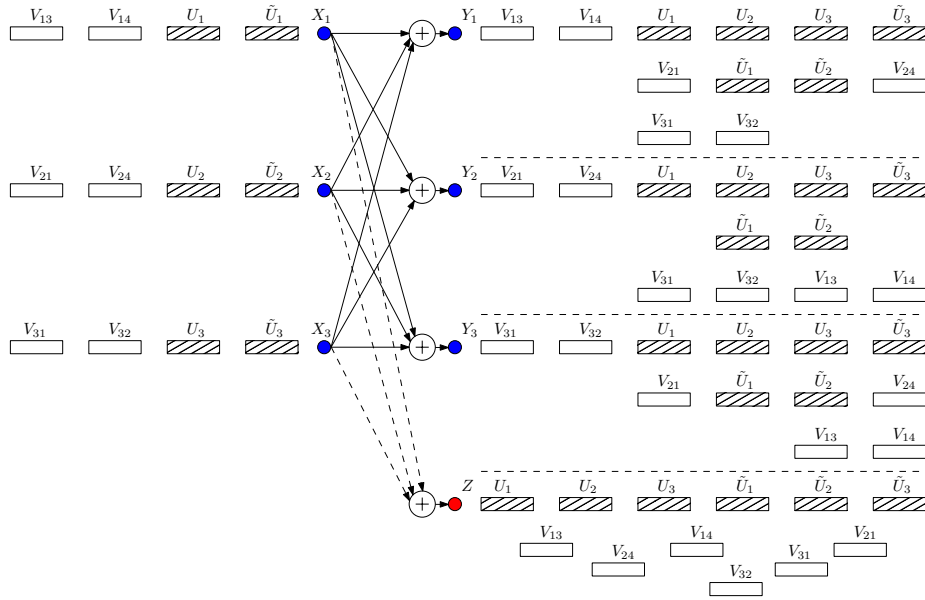 V₁₃ V₁₄ U₁ Ũ₁ X₁ Y₁ V₁₃ V₁₄ U₁ U₂ U₃ Ũ₃
+
V₂₁ Ũ₁ Ũ₂ V₂₄
V₃₁ V₃₂
V₂₁ V₂₄ U₂ Ũ₂ X₂ Y₂ V₂₁ V₂₄ U₁ U₂ U₃ Ũ₃
+
Ũ₁ Ũ₂
V₃₁ V₃₂ V₁₃ V₁₄
V₃₁ V₃₂ U₃ Ũ₃ X₃ Y₃ V₃₁ V₃₂ U₁ U₂ U₃ Ũ₃
+
V₂₁ Ũ₁ Ũ₂ V₂₄
V₁₃ V₁₄
Z U₁ U₂ U₃ Ũ₁ Ũ₂ Ũ₃
+
V₁₃ V₁₄ V₂₁
V₂₄ V₃₁
V₃₂